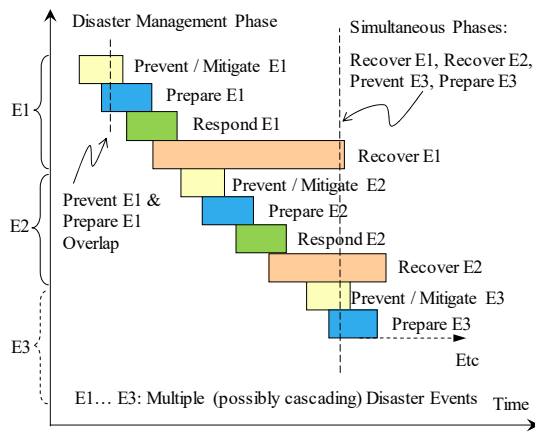 Disaster Management Phase
Simultaneous Phases:
Recover E1, Recover E2,
Prevent E3, Prepare E3
Prevent / Mitigate E1
Prepare E1
Respond E1
Recover E1
E1
Prevent E1 &
Prepare E1
Overlap
Prevent / Mitigate E2
Prepare E2
Respond E2
Recover E2
E2
Prevent / Mitigate E3
Prepare E3
E3
Etc
E1… E3: Multiple (possibly cascading) Disaster Events
Time